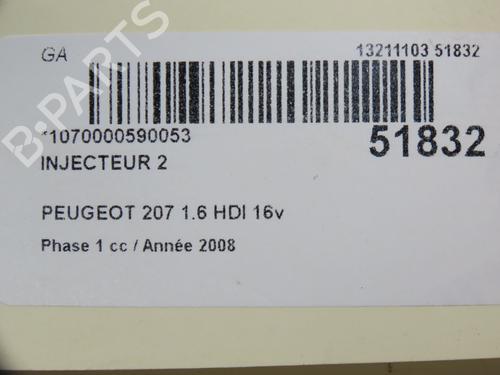 GA 13211103 51832
*1070000590053 51832
INJECTEUR 2
PEUGEOT 207 1.6 HDI 16v
Phase 1 cc / Année 2008
B-PARTS